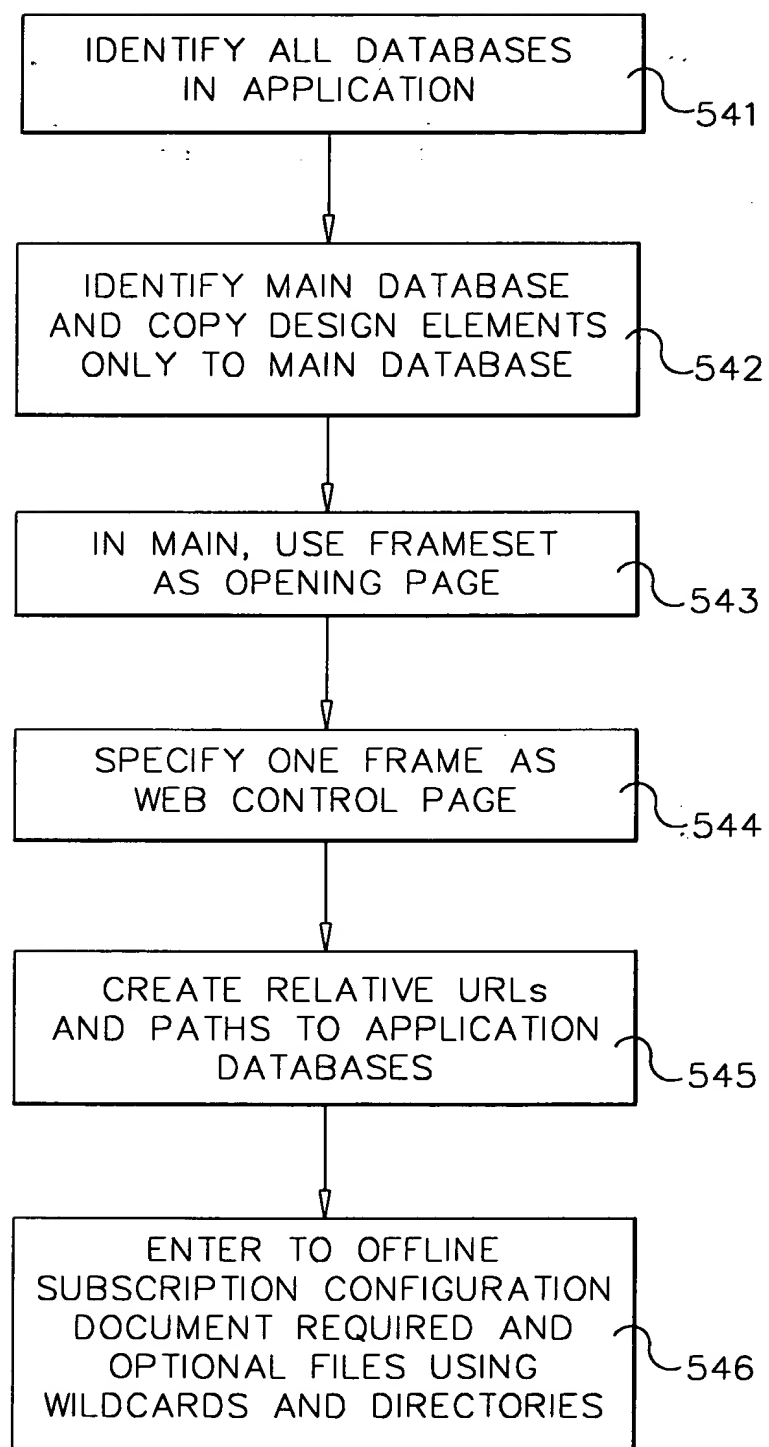 IDENTIFY ALL DATABASES
IN APPLICATION
541
IDENTIFY MAIN DATABASE
AND COPY DESIGN ELEMENTS
ONLY TO MAIN DATABASE
542
IN MAIN, USE FRAMESET
AS OPENING PAGE
543
SPECIFY ONE FRAME AS
WEB CONTROL PAGE
544
CREATE RELATIVE URLs
AND PATHS TO APPLICATION
DATABASES
545
ENTER TO OFFLINE
SUBSCRIPTION CONFIGURATION
DOCUMENT REQUIRED AND
OPTIONAL FILES USING
WILDCARDS AND DIRECTORIES
546